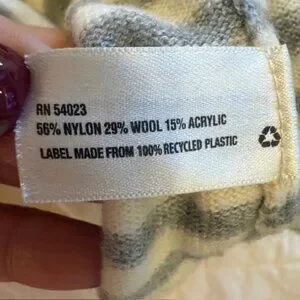 RN 54023
56% NYLON 29% WOOL 15% ACRYLIC
LABEL MADE FROM 100% RECYCLED PLASTIC